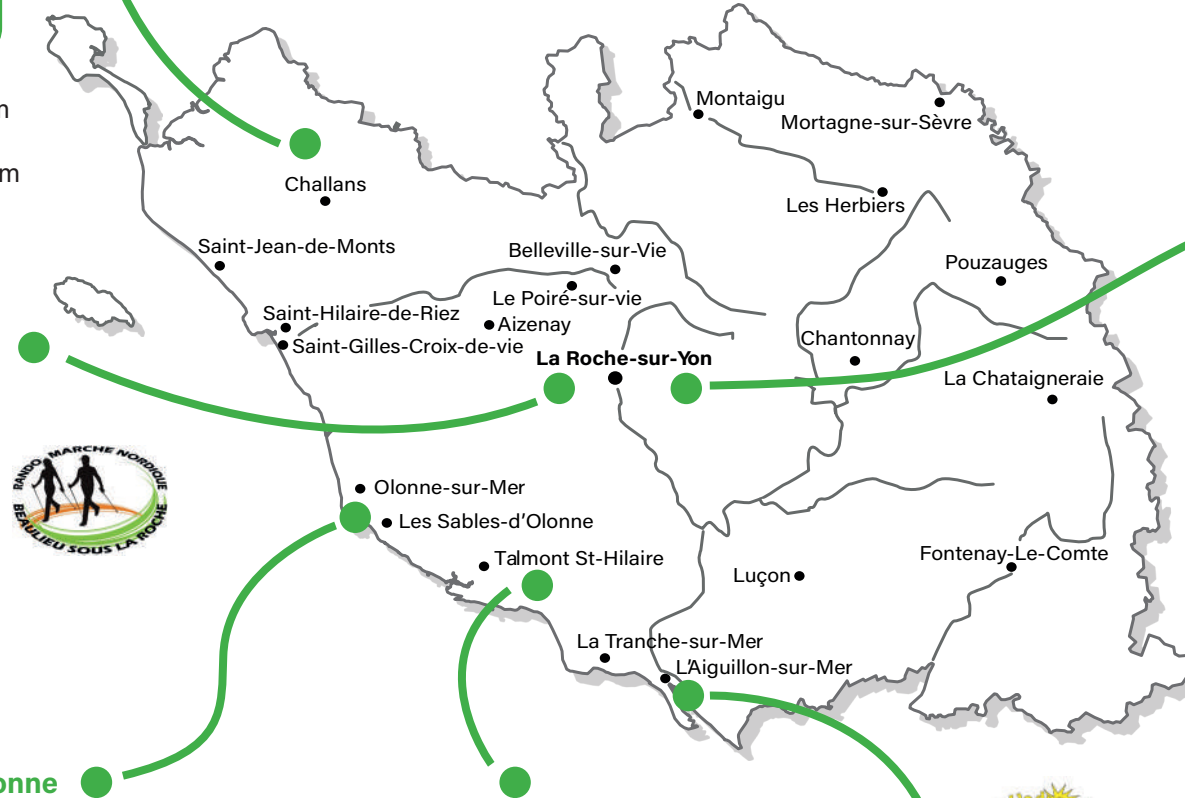 m
m
Montaigu
Mortagne-sur-Sèvre
Challans
Les Herbiers
Saint-Jean-de-Monts
Belleville-sur-Vie
Pouzauges
Le Poiré-sur-vie
Saint-Hilaire-de-Riez
Aizenay
Saint-Gilles-Croix-de-vie
Chantonnay
La Roche-sur-Yon
La Chataigneraie
RANDO MARCHE NORDIQUE
BEAULIEU SOUS LA ROCHE
Olonne-sur-Mer
Les Sables-d'Olonne
Talmont St-Hilaire
Fontenay-Le-Comte
Luçon
La Tranche-sur-Mer
L'Aiguillon-sur-Mer
onne